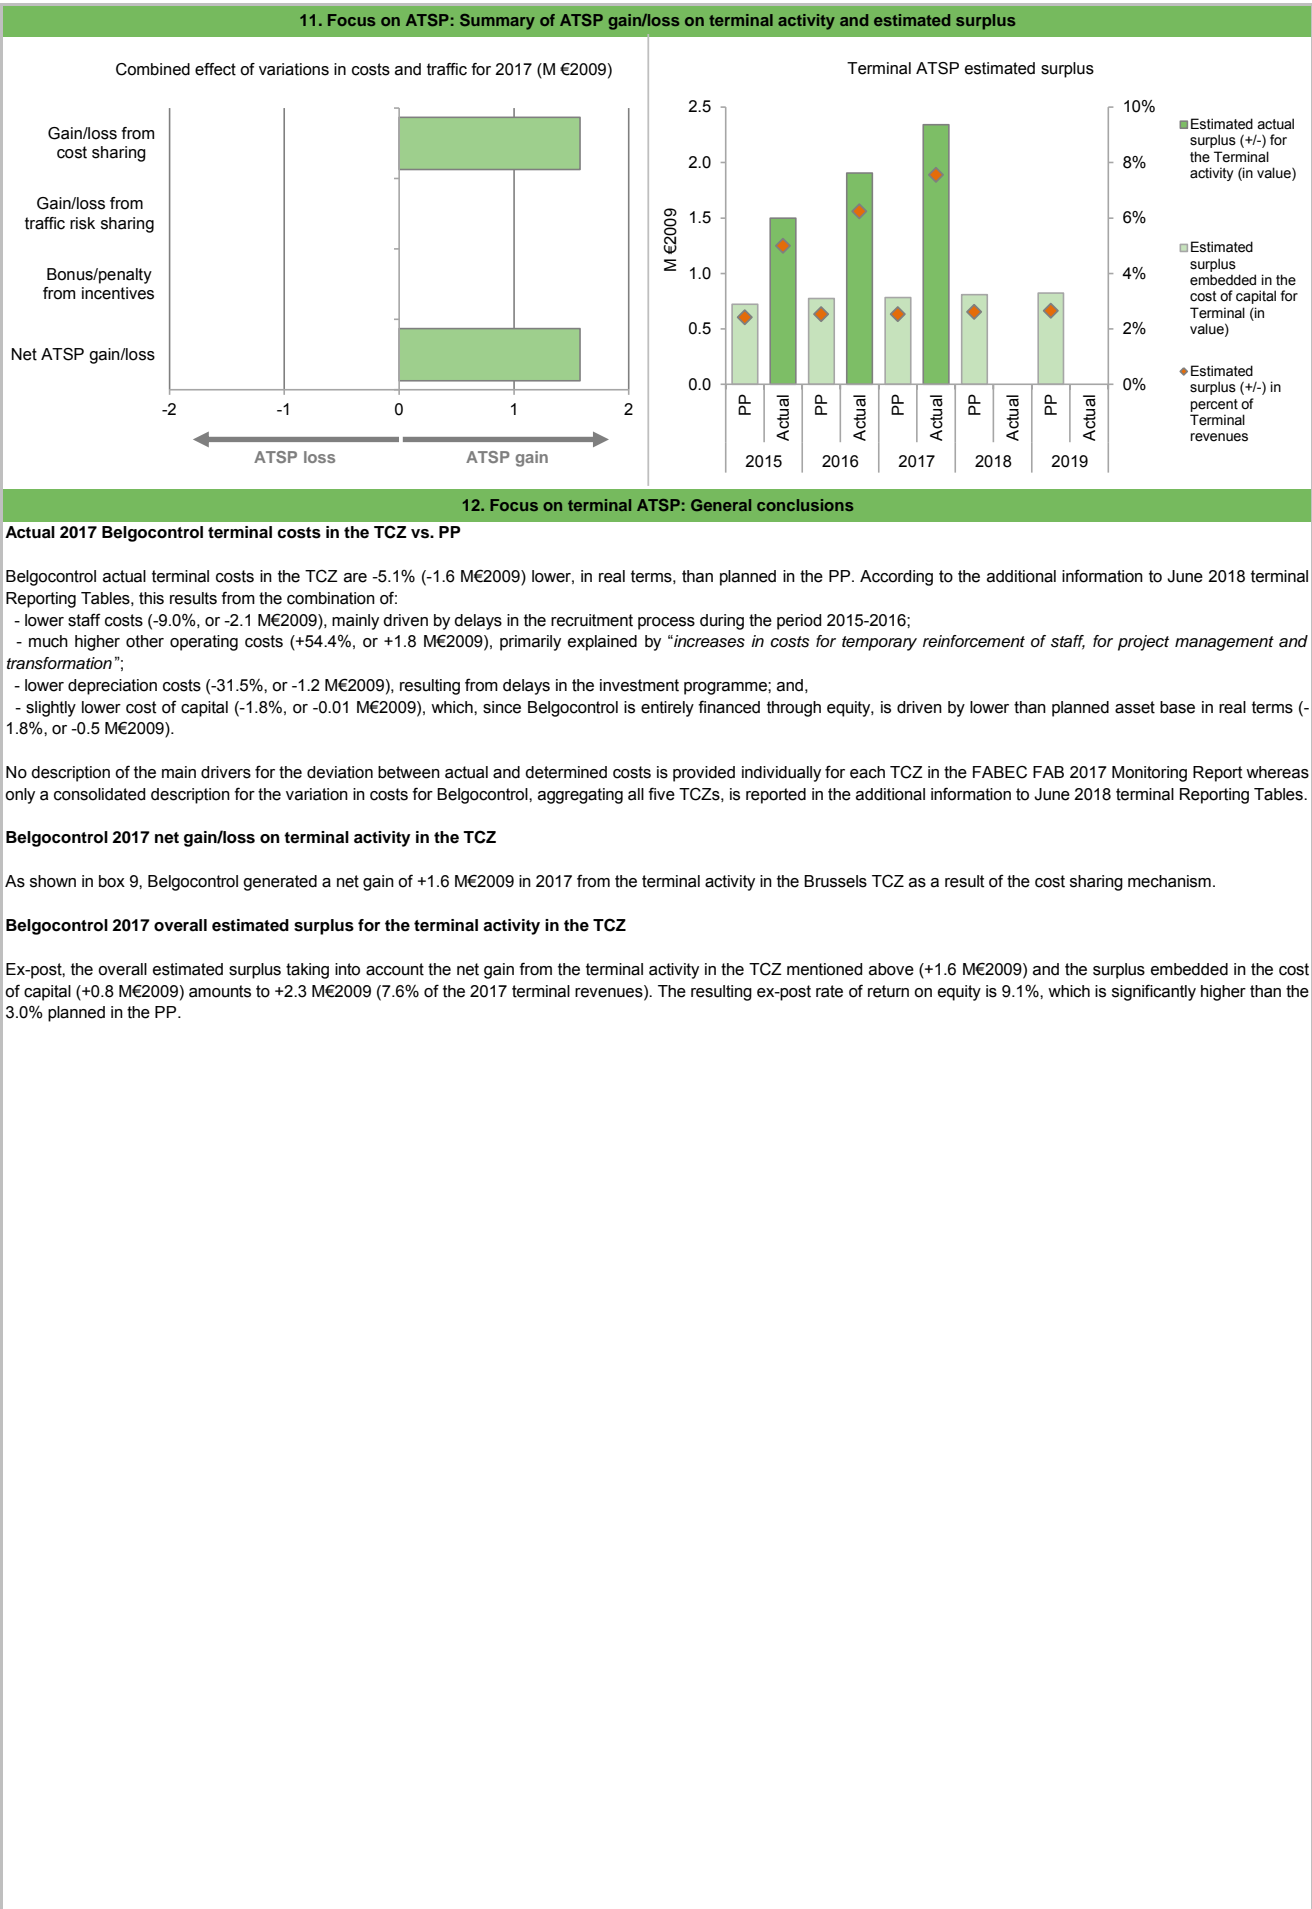 11. Focus on ATSP: Summary of ATSP gain/loss on terminal activity and estimated surplus
Combined effect of variations in costs and traffic for 2017 (M €2009)
Gain/loss from
cost sharing
Gain/loss from
traffic risk sharing
Bonus/penalty
from incentives
Net ATSP gain/loss
-2 -1 0 1 2
ATSP loss ATSP gain
Terminal ATSP estimated surplus
2.5
2.0
1.5
1.0
0.5
0.0
M €2009
10%
8%
6%
4%
2%
0%
PP Actual PP Actual PP Actual PP Actual PP Actual
2015 2016 2017 2018 2019
Estimated actual
surplus (+/-) for
the Terminal
activity (in value)
Estimated
surplus
embedded in the
cost of capital for
Terminal (in
value)
Estimated
surplus (+/-) in
percent of
Terminal
revenues
12. Focus on terminal ATSP: General conclusions
Actual 2017 Belgocontrol terminal costs in the TCZ vs. PP
Belgocontrol actual terminal costs in the TCZ are -5.1% (-1.6 M€2009) lower, in real terms, than planned in the PP. According to the additional information to June 2018 terminal
Reporting Tables, this results from the combination of:
- lower staff costs (-9.0%, or -2.1 M€2009), mainly driven by delays in the recruitment process during the period 2015-2016;
- much higher other operating costs (+54.4%, or +1.8 M€2009), primarily explained by “increases in costs for temporary reinforcement of staff, for project management and
transformation”;
- lower depreciation costs (-31.5%, or -1.2 M€2009), resulting from delays in the investment programme; and,
- slightly lower cost of capital (-1.8%, or -0.01 M€2009), which, since Belgocontrol is entirely financed through equity, is driven by lower than planned asset base in real terms (-
1.8%, or -0.5 M€2009).
No description of the main drivers for the deviation between actual and determined costs is provided individually for each TCZ in the FABEC FAB 2017 Monitoring Report whereas
only a consolidated description for the variation in costs for Belgocontrol, aggregating all five TCZs, is reported in the additional information to June 2018 terminal Reporting Tables.
Belgocontrol 2017 net gain/loss on terminal activity in the TCZ
As shown in box 9, Belgocontrol generated a net gain of +1.6 M€2009 in 2017 from the terminal activity in the Brussels TCZ as a result of the cost sharing mechanism.
Belgocontrol 2017 overall estimated surplus for the terminal activity in the TCZ
Ex-post, the overall estimated surplus taking into account the net gain from the terminal activity in the TCZ mentioned above (+1.6 M€2009) and the surplus embedded in the cost
of capital (+0.8 M€2009) amounts to +2.3 M€2009 (7.6% of the 2017 terminal revenues). The resulting ex-post rate of return on equity is 9.1%, which is significantly higher than the
3.0% planned in the PP.